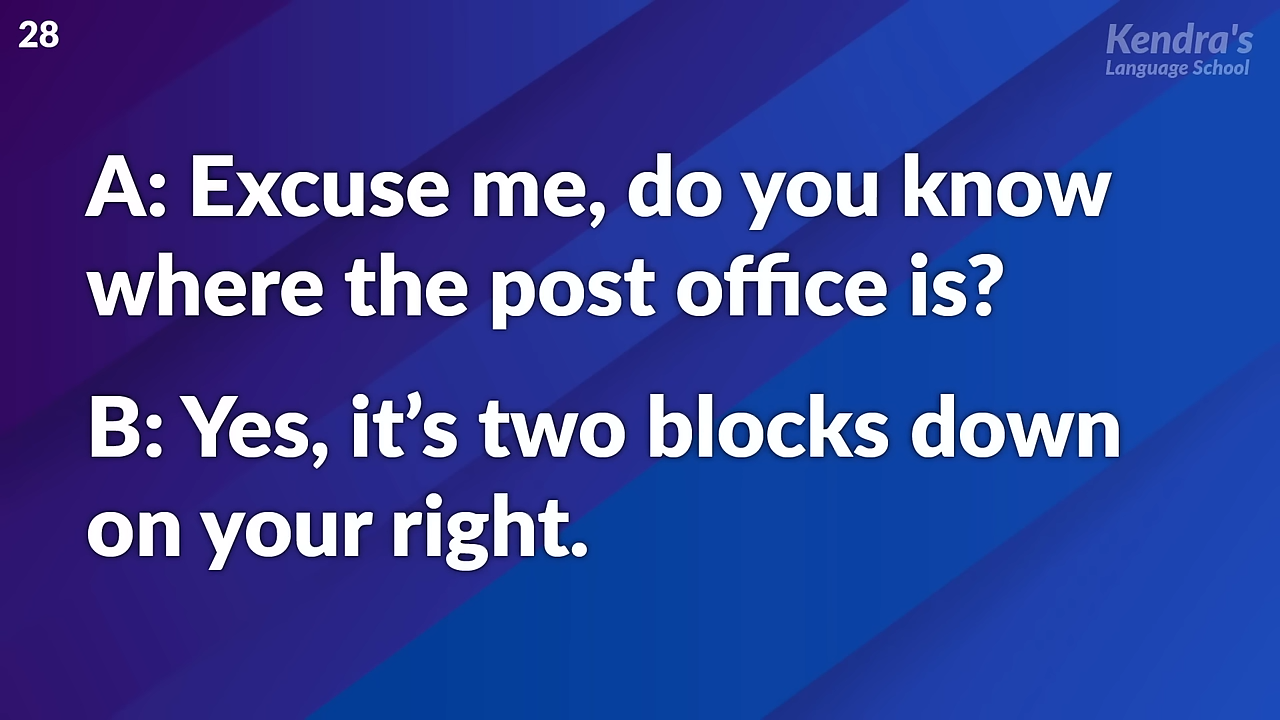 28
Kendra's
Language School
A: Excuse me, do you know
where the post office is?
B: Yes, it’s two blocks down
on your right.